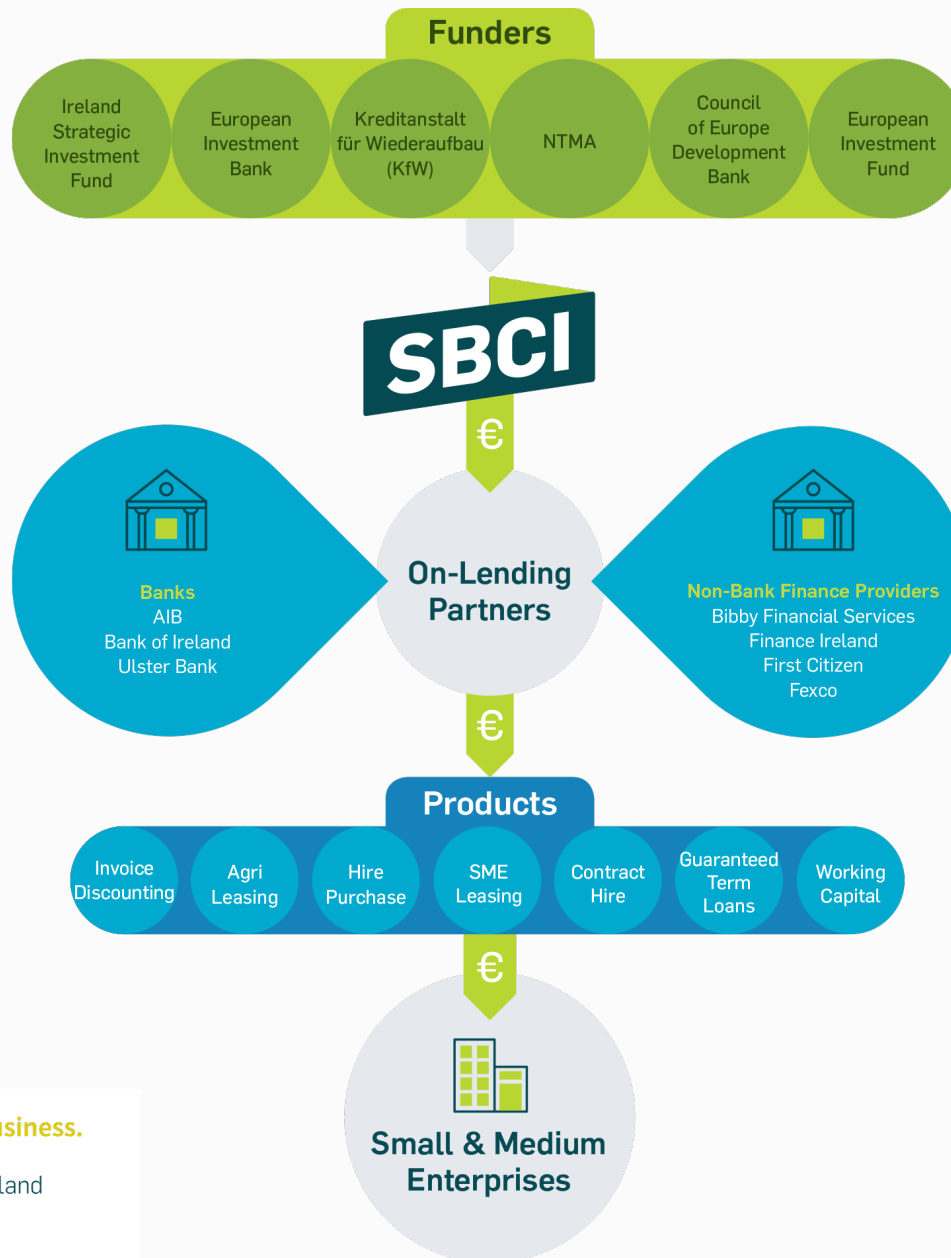 Funders
Ireland
Strategic
Investment
Fund
European
Investment
Bank
Kreditanstalt
für Wiederaufbau
(KfW)
NTMA
Council
of Europe
Development
Bank
European
Investment
Fund
SBCI
€
On-Lending
Partners
Banks
AIB
Bank of Ireland
Ulster Bank
Non-Bank Finance Providers
Bibby Financial Services
Finance Ireland
First Citizen
Fexco
€
Products
Invoice
Discounting
Agri
Leasing
Hire
Purchase
SME
Leasing
Contract
Hire
Guaranteed
Term
Loans
Working
Capital
€
Small & Medium
Enterprises